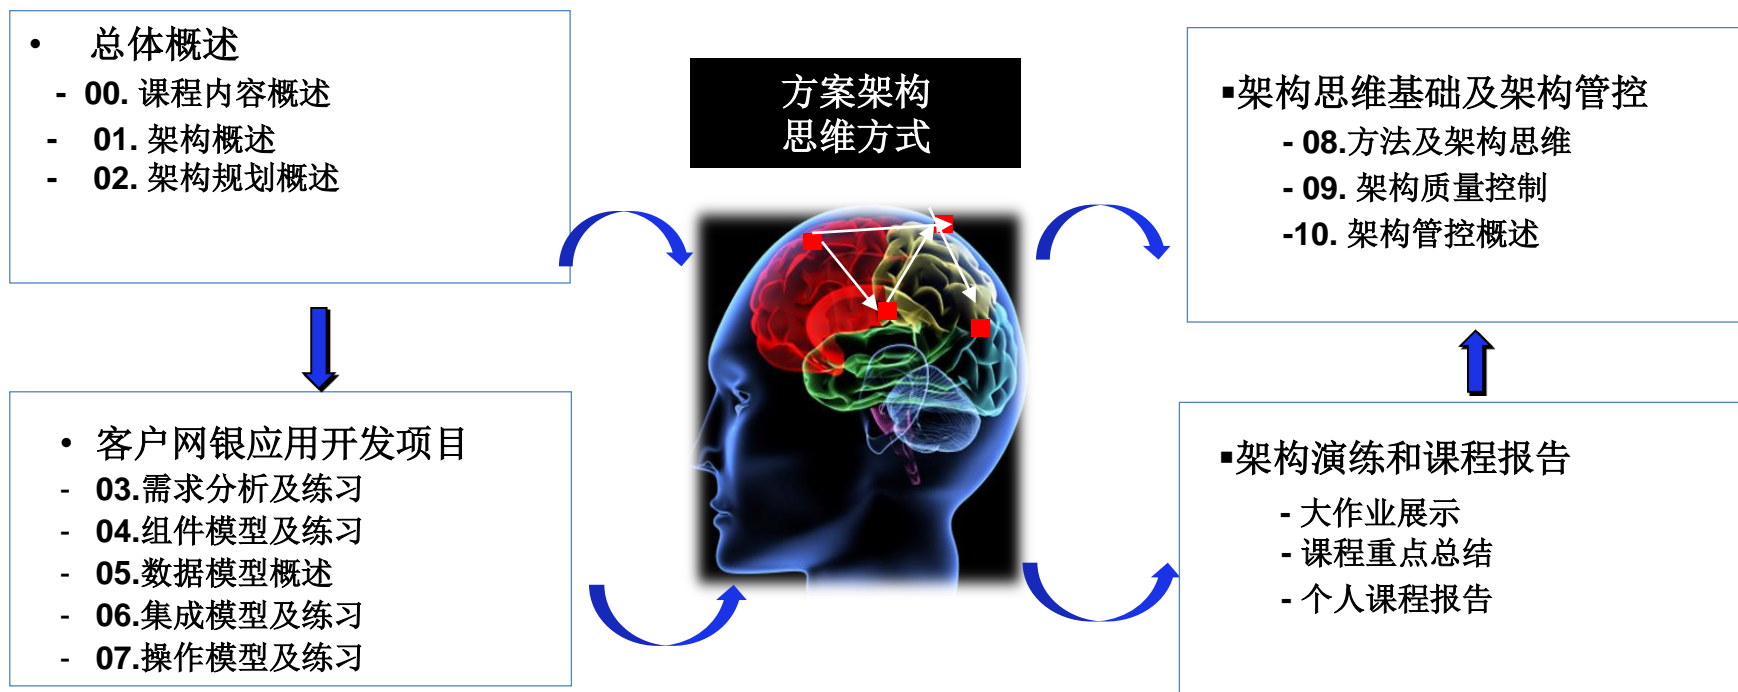 • 总体概述
- 00. 课程内容概述
- 01. 架构概述
- 02. 架构规划概述
• 客户网银应用开发项目
- 03.需求分析及练习
- 04.组件模型及练习
- 05.数据模型概述
- 06.集成模型及练习
- 07.操作模型及练习
方案架构
思维方式
▪架构思维基础及架构管控
- 08.方法及架构思维
- 09. 架构质量控制
-10. 架构管控概述
▪架构演练和课程报告
- 大作业展示
- 课程重点总结
- 个人课程报告